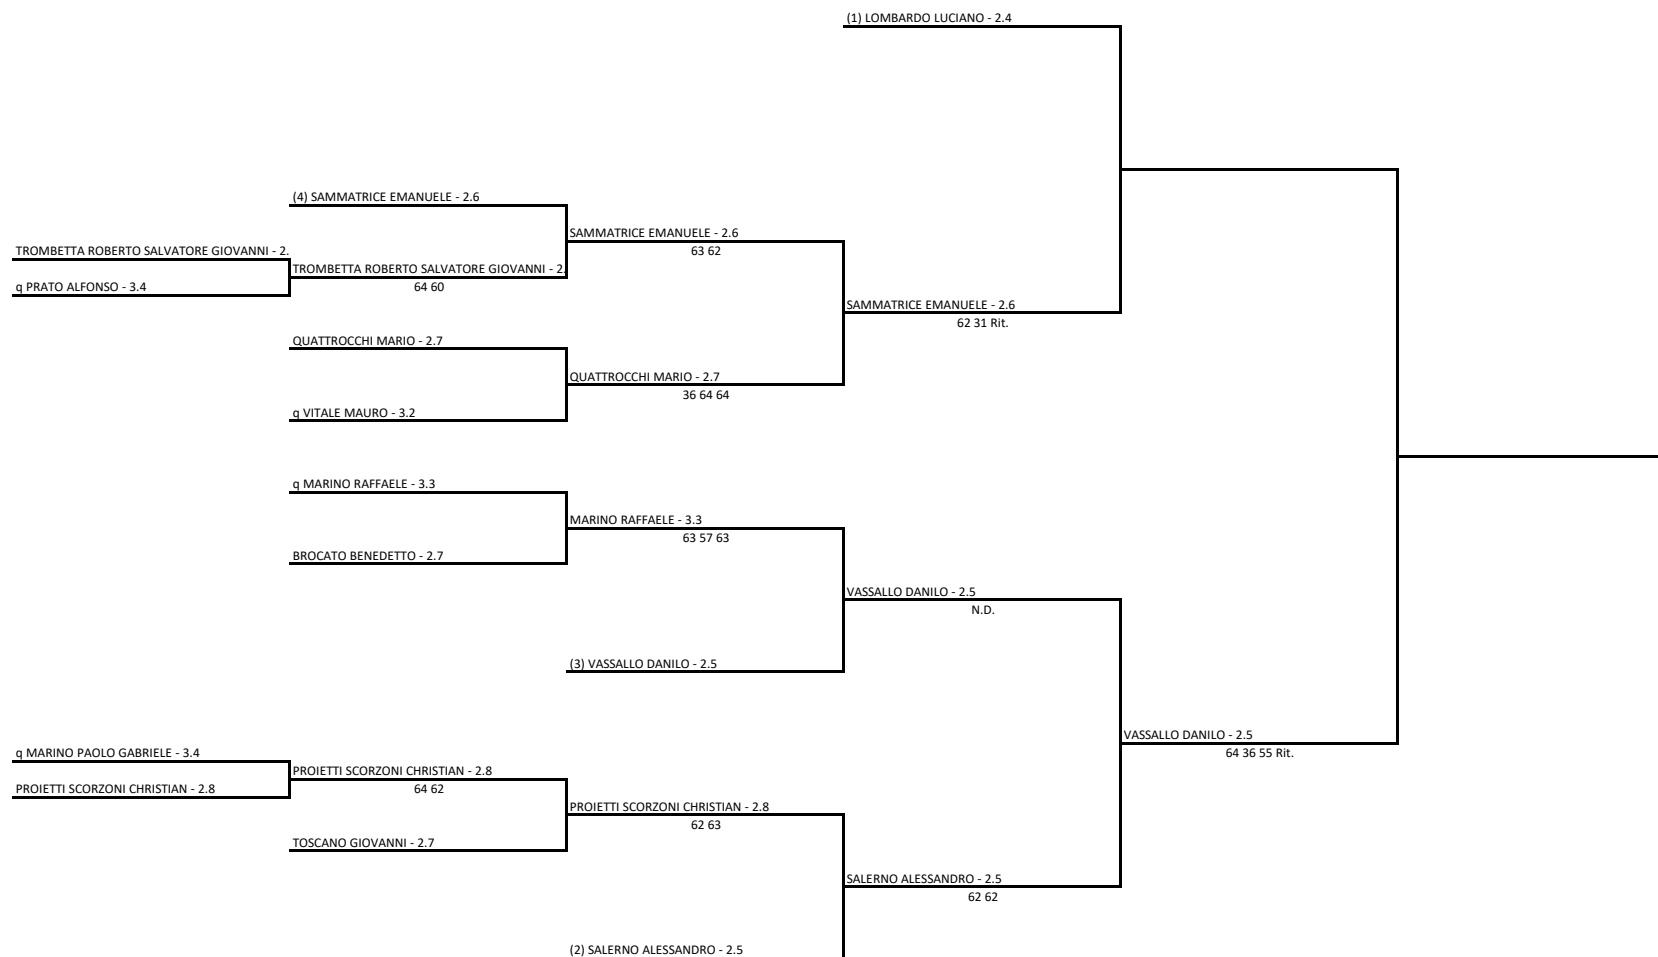 (1) LOMBARDO LUCIANO - 2.4
(4) SAMMATRICE EMANUELE - 2.6
SAMMATRICE EMANUELE - 2.6
63 62
TROMBETTA ROBERTO SALVATORE GIOVANNI - 2.
TROMBETTA ROBERTO SALVATORE GIOVANNI - 2.
64 60
q PRATO ALFONSO - 3.4
SAMMATRICE EMANUELE - 2.6
62 31 Rit.
QUATTROCCHI MARIO - 2.7
QUATTROCCHI MARIO - 2.7
36 64 64
q VITALE MAURO - 3.2
q MARINO RAFFAELE - 3.3
MARINO RAFFAELE - 3.3
63 57 63
BROCATO BENEDETTO - 2.7
VASSALLO DANILO - 2.5
N.D.
(3) VASSALLO DANILO - 2.5
VASSALLO DANILO - 2.5
64 36 55 Rit.
q MARINO PAOLO GABRIELE - 3.4
PROIETTI SCORZONI CHRISTIAN - 2.8
64 62
PROIETTI SCORZONI CHRISTIAN - 2.8
PROIETTI SCORZONI CHRISTIAN - 2.8
62 63
TOSCANO GIOVANNI - 2.7
SALERNO ALESSANDRO - 2.5
62 62
(2) SALERNO ALESSANDRO - 2.5